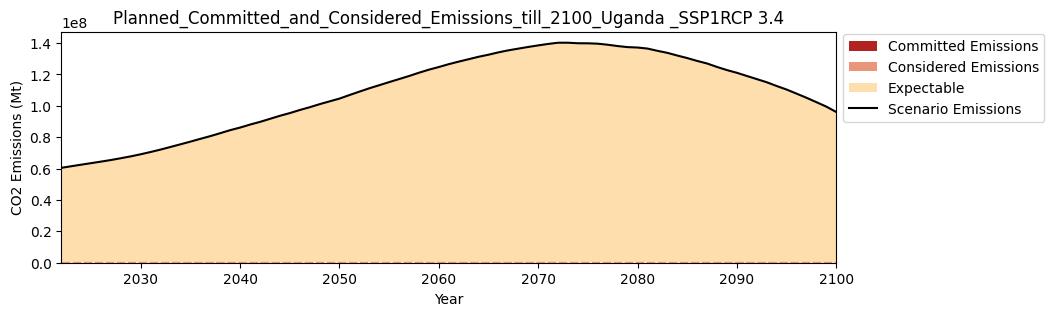 Planned_Committed_and_Considered_Emissions_till_2100_Uganda _SSP1RCP 3.4
1e8
1.4
1.2
1.0
0.8
0.6
0.4
0.2
0.0
CO2 Emissions (Mt)
2030 2040 2050 2060 2070 2080 2090 2100
Year
Committed Emissions
Considered Emissions
Expectable
Scenario Emissions